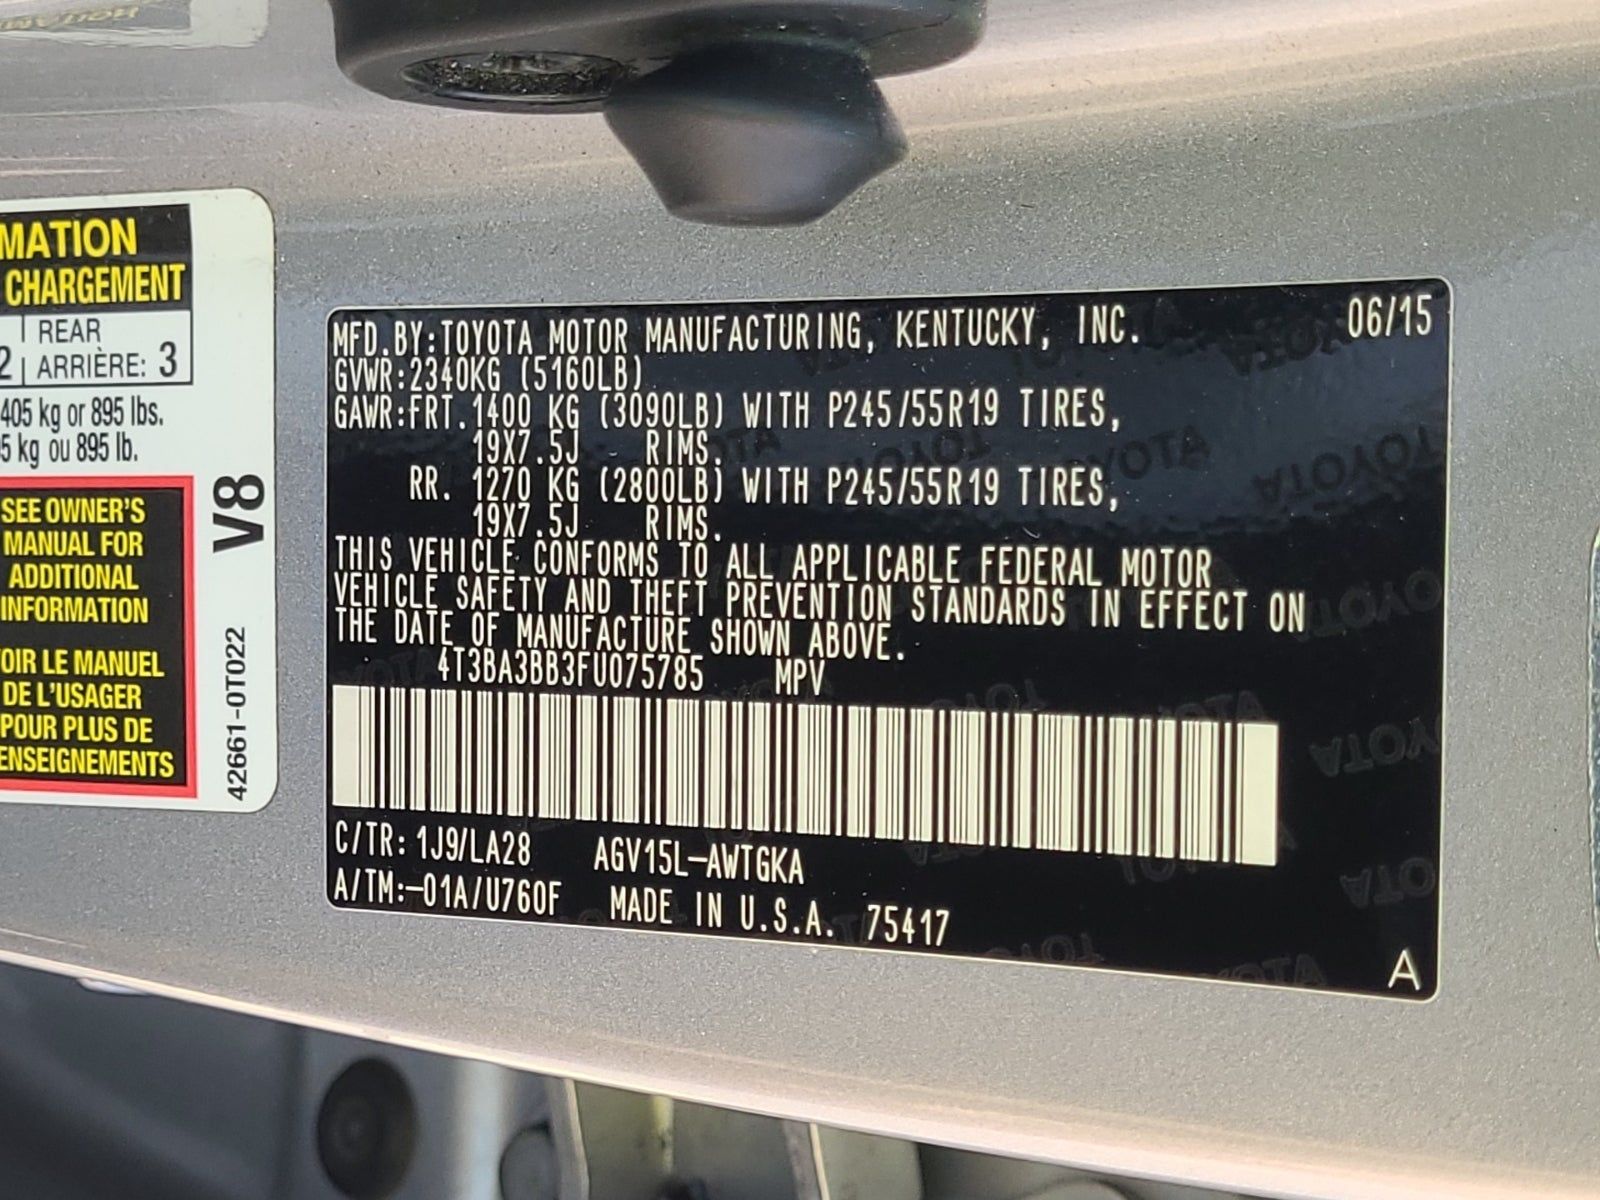 MATION
CHARGEMENT
2 REAR
ARRIÈRE: 3
405 kg or 895 lbs.
5 kg ou 895 lb.
SEE OWNER'S
MANUAL FOR
ADDITIONAL
INFORMATION
OIR LE MANUEL
DE L'USAGER
POUR PLUS DE
ENSEIGNEMENTS
V8
42661-0T022
MFD.BY:TOYOTA MOTOR MANUFACTURING, KENTUCKY, INC. 06/15
GVWR:2340KG (5160LB)
GAWR:FRT.1400 KG (3090LB) WITH P245/55R19 TIRES,
19X7.5J RIMS.
RR. 1270 KG (2800LB) WITH P245/55R19 TIRES,
19X7.5J RIMS.
THIS VEHICLE CONFORMS TO ALL APPLICABLE FEDERAL MOTOR
VEHICLE SAFETY AND THEFT PREVENTION STANDARDS IN EFFECT ON
THE DATE OF MANUFACTURE SHOWN ABOVE.
4T3BA3BB3FU075785 MPV
C/TR: 1J9/LA28 AGV15L-AWTGKA
A/TM:-01A/U760F MADE IN U.S.A. 75417
A